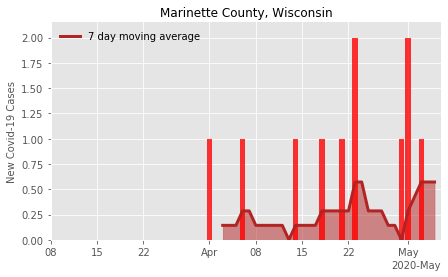 Marinette County, Wisconsin
7 day moving average
New Covid-19 Cases
2.00
1.75
1.50
1.25
1.00
0.75
0.50
0.25
0.00
08 15 22 Apr 08 15 22 May
2020-May